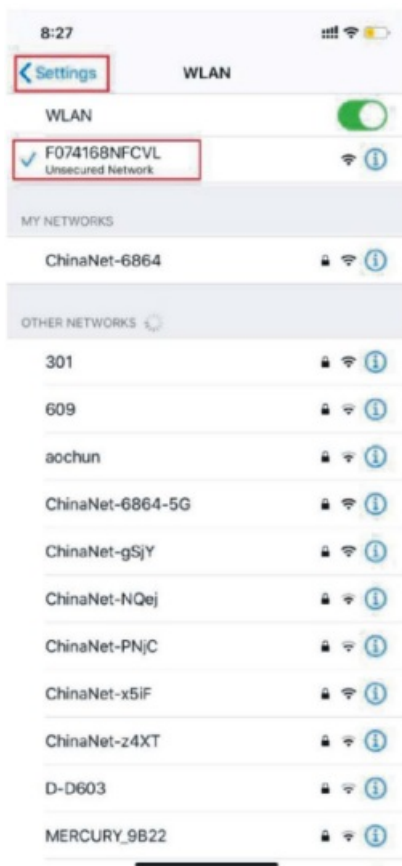 8:27
Settings
WLAN
WLAN
F074168NFCVL
Unsecured Network
MY NETWORKS
ChinaNet-6864
OTHER NETWORKS
301
609
aochun
ChinaNet-6864-5G
ChinaNet-gSjY
ChinaNet-NQej
ChinaNet-PNjC
ChinaNet-x5iF
ChinaNet-z4XT
D-D603
MERCURY_9B22